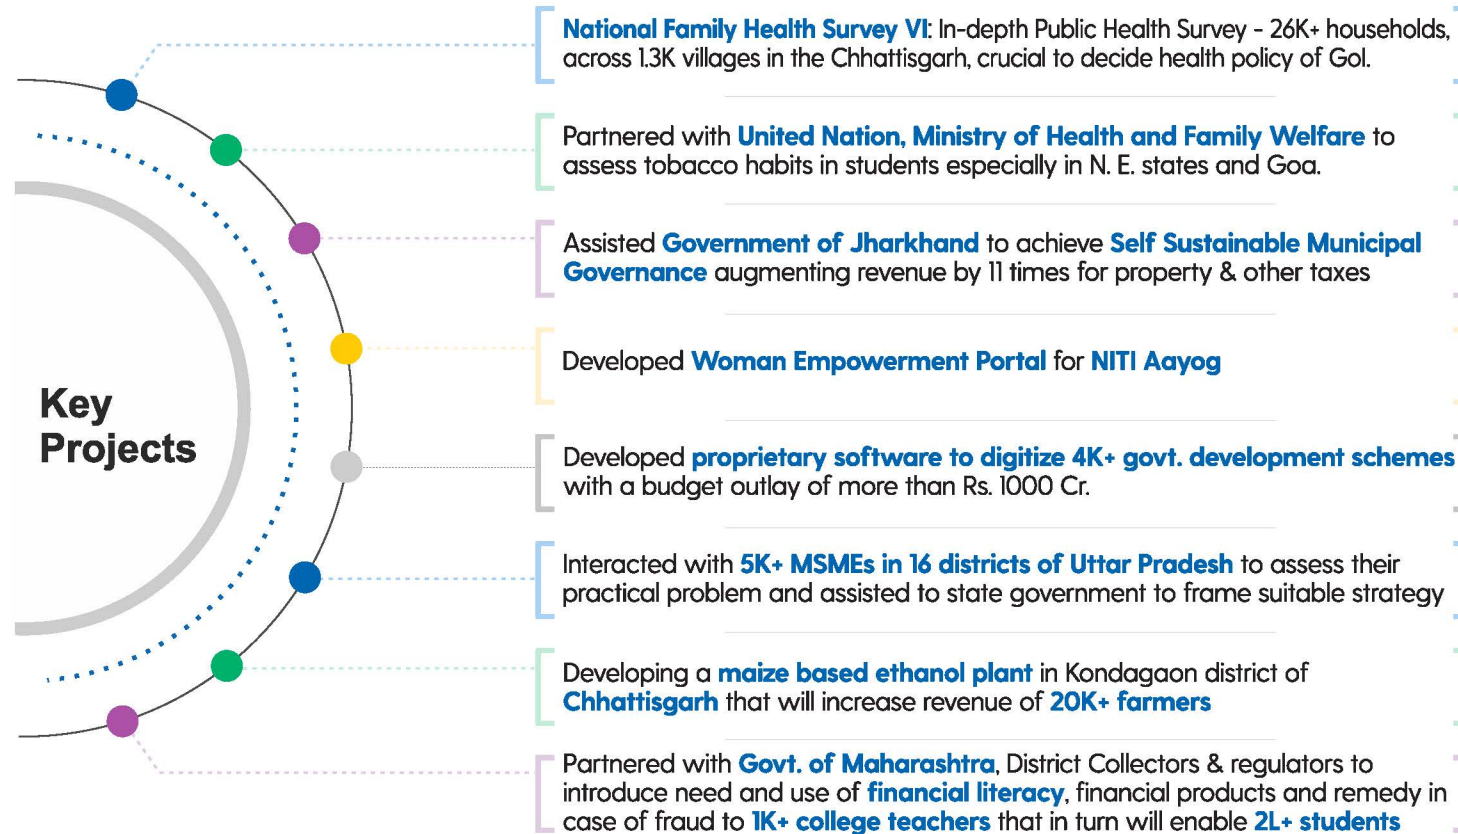 Key
Projects
National Family Health Survey VI: In-depth Public Health Survey - 26K+ households,
across 1.3K villages in the Chhattisgarh, crucial to decide health policy of GoI.
Partnered with United Nation, Ministry of Health and Family Welfare to
assess tobacco habits in students especially in N. E. states and Goa.
Assisted Government of Jharkhand to achieve Self Sustainable Municipal
Governance augmenting revenue by 11 times for property & other taxes
Developed Woman Empowerment Portal for NITI Aayog
Developed proprietary software to digitize 4K+ govt. development schemes
with a budget outlay of more than Rs. 1000 Cr.
Interacted with 5K+ MSMEs in 16 districts of Uttar Pradesh to assess their
practical problem and assisted to state government to frame suitable strategy
Developing a maize based ethanol plant in Kondagaon district of
Chhattisgarh that will increase revenue of 20K+ farmers
Partnered with Govt. of Maharashtra, District Collectors & regulators to
introduce need and use of financial literacy, financial products and remedy in
case of fraud to 1K+ college teachers that in turn will enable 2L+ students